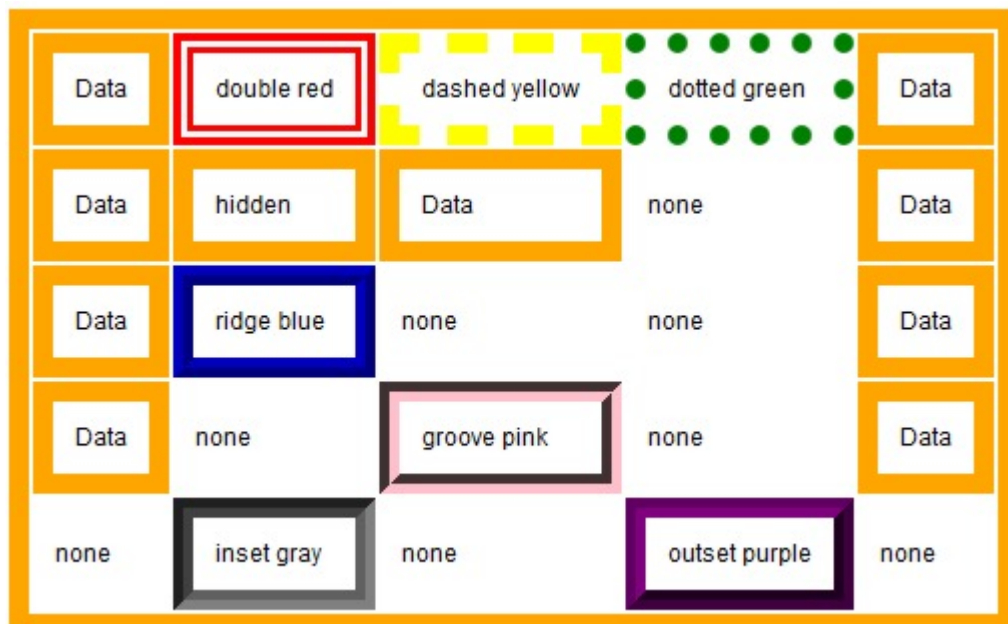 Data double red dashed yellow dotted green Data
Data hidden Data none Data
Data ridge blue none none Data
Data none groove pink none Data
none inset gray none outset purple none